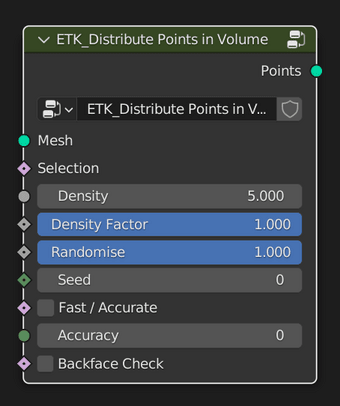 ETK_Distribute Points in Volume
Points
ETK_Distribute Points in V...
Mesh
Selection
Density 5.000
Density Factor 1.000
Randomise 1.000
Seed 0
Fast / Accurate
Accuracy 0
Backface Check